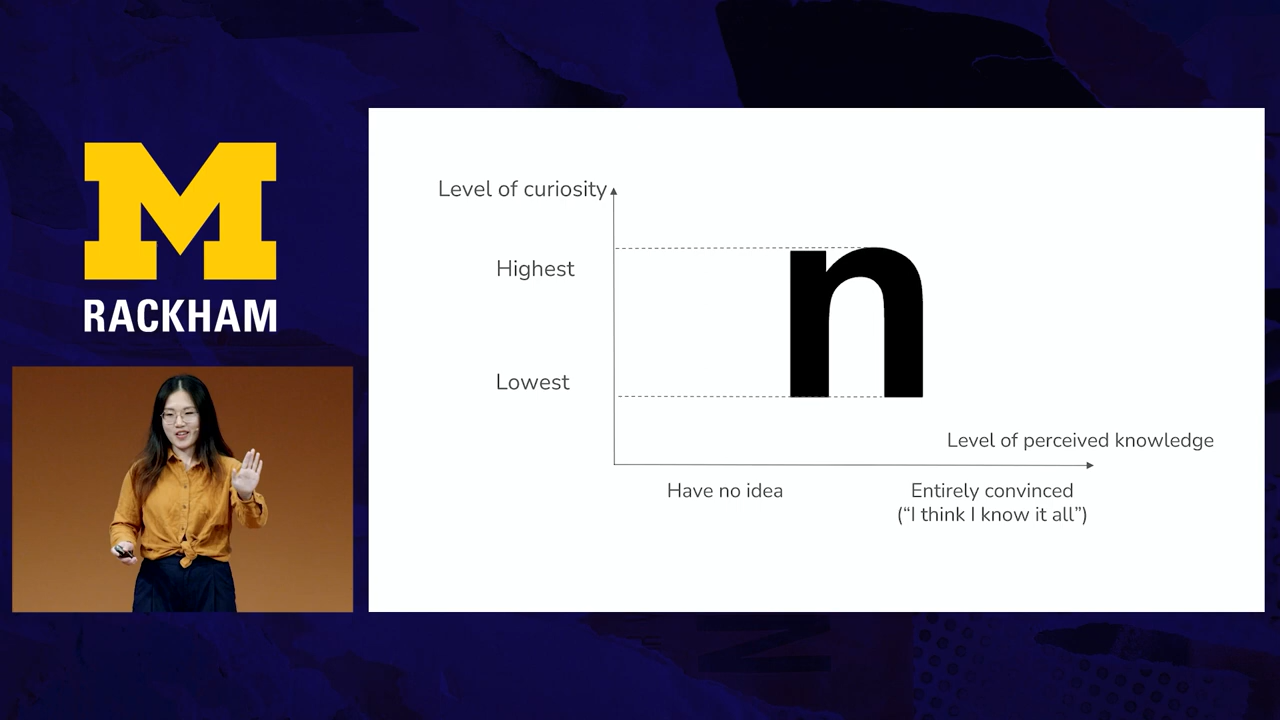 M
RACKHAM
Level of curiosity
Highest
n
Lowest
Level of perceived knowledge
Have no idea
Entirely convinced
(“I think I know it all”)